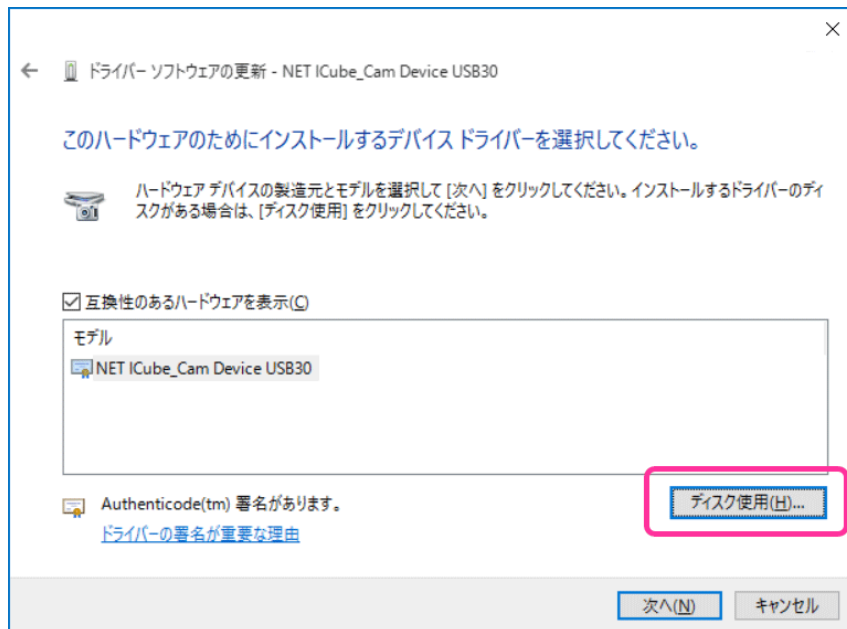 ドライバー ソフトウェアの更新 - NET ICube_Cam Device USB30
このハードウェアのためにインストールするデバイス ドライバーを選択してください。
ハードウェア デバイスの製造元とモデルを選択して [次へ] をクリックしてください。インストールするドライバーのディ
スクがある場合は、[ディスク使用] をクリックしてください。
互換性のあるハードウェアを表示(C)
モデル
NET ICube_Cam Device USB30
Authenticode(tm) 署名があります。
ディスク使用(H)...
ドライバーの署名が重要な理由
次へ(N)
キャンセル